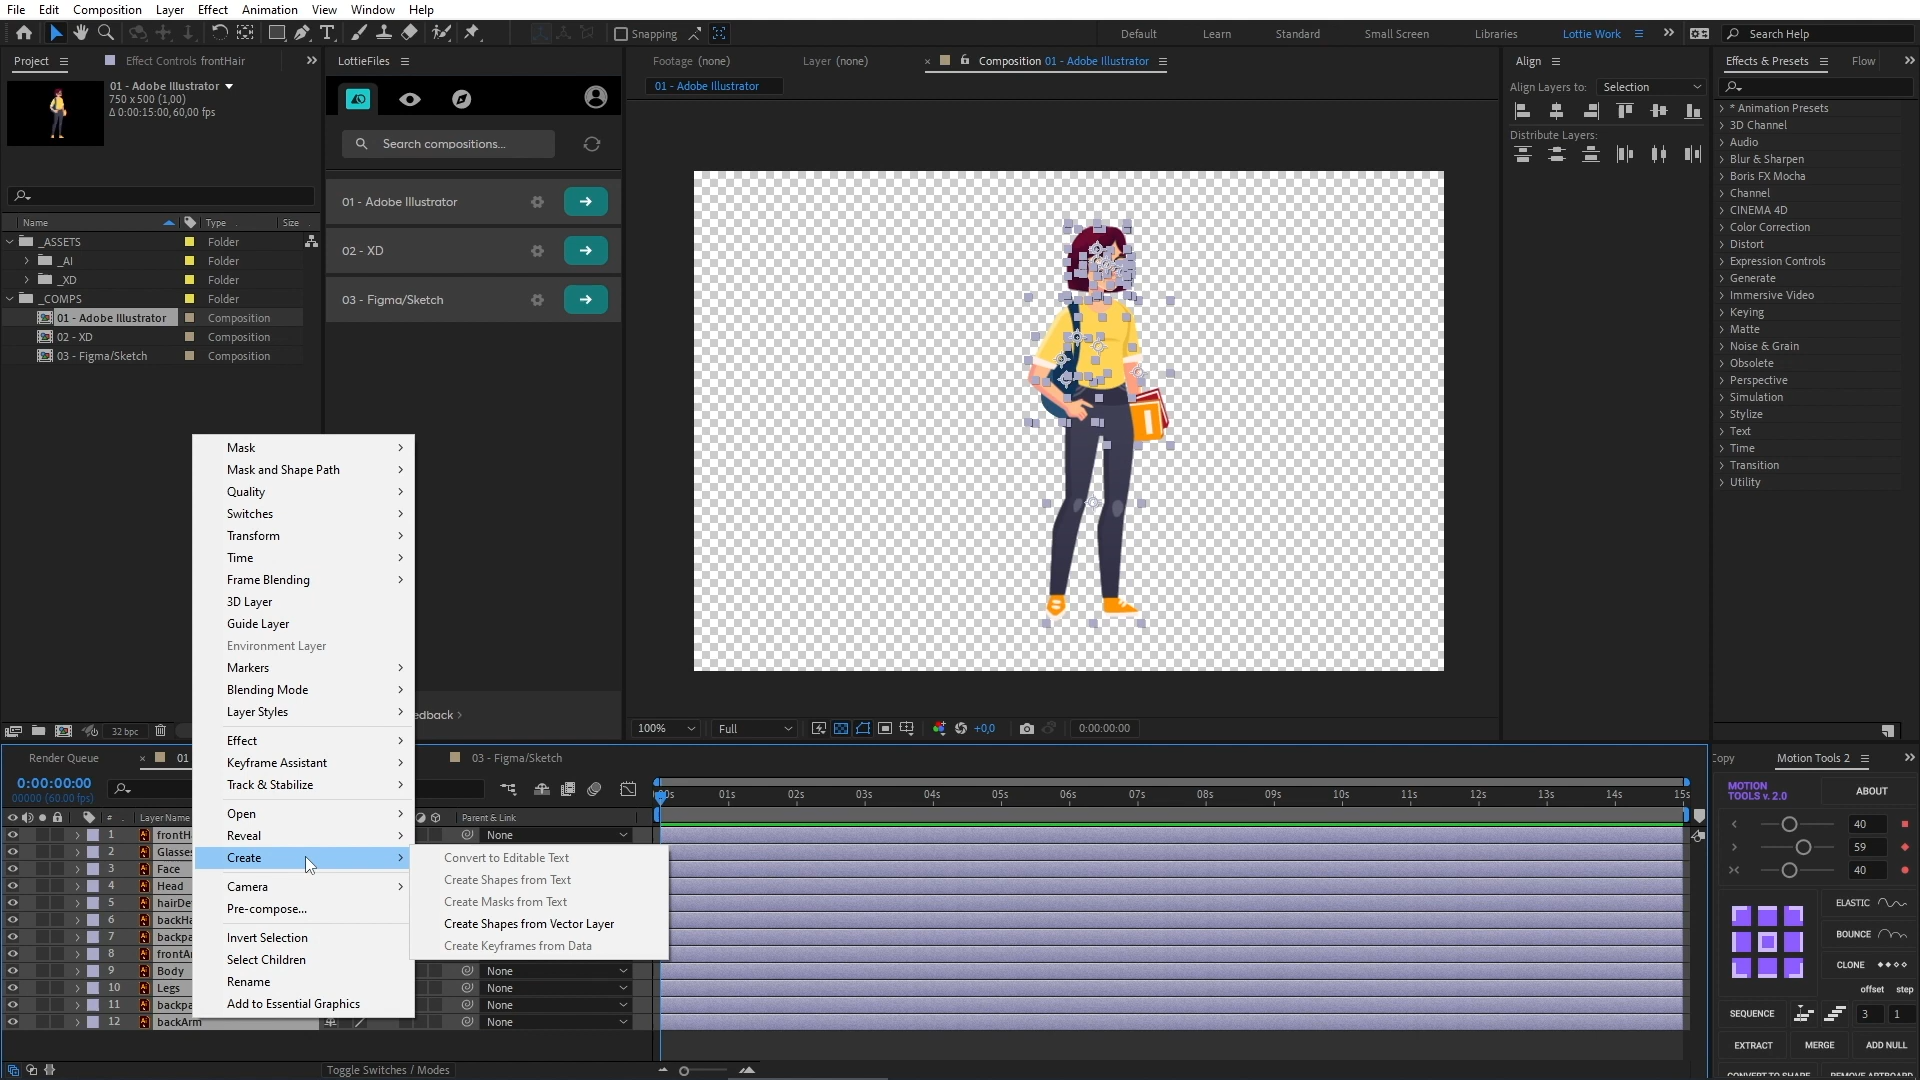 File Edit Composition Layer Effect Animation View Window Help
Snapping
Default Learn Standard Small Screen Libraries Lottie Work
Search Help
Project
Effect Controls frontHair
01 - Adobe Illustrator
750 x 500 (1,00)
Δ 0:00:15:00, 60,00 fps
Name Type Size
_ASSETS Folder
_AI Folder
_XD Folder
_COMPS Folder
01 - Adobe Illustrator Composition
02 - XD Composition
03 - Figma/Sketch Composition
32 bpc
LottieFiles
Search compositions...
01 - Adobe Illustrator
02 - XD
03 - Figma/Sketch
edback
Footage (none)
Layer (none)
Composition 01 - Adobe Illustrator
01 - Adobe Illustrator
100% Full +0,0 0:00:00:00
Align
Align Layers to: Selection
Distribute Layers:
Effects & Presets
Flow
* Animation Presets
3D Channel
Audio
Blur & Sharpen
Boris FX Mocha
Channel
CINEMA 4D
Color Correction
Distort
Expression Controls
Generate
Immersive Video
Keying
Matte
Noise & Grain
Obsolete
Perspective
Simulation
Stylize
Text
Time
Transition
Utility
Mask
Mask and Shape Path
Quality
Switches
Transform
Time
Frame Blending
3D Layer
Guide Layer
Environment Layer
Markers
Blending Mode
Layer Styles
Effect
Keyframe Assistant
Track & Stabilize
Open
Reveal
Create
Camera
Pre-compose...
Invert Selection
Select Children
Rename
Add to Essential Graphics
Convert to Editable Text
Create Shapes from Text
Create Masks from Text
Create Shapes from Vector Layer
Create Keyframes from Data
Render Queue
01
03 - Figma/Sketch
0:00:00:00
00000 (60.00 fps)
# Layer Name
Parent & Link
00s 01s 02s 03s 04s 05s 06s 07s 08s 09s 10s 11s 12s 13s 14s 15s
1 frontHa None
2 Glasses
3 Face
4 Head
5 hairDe
6 backHa
7 backpa
8 frontAr
9 Body None
10 Legs None
11 backpa None
12 backArm None
Toggle Switches / Modes
Copy
Motion Tools 2
MOTION
TOOLS v. 2.0
ABOUT
40
59
40
ELASTIC
BOUNCE
CLONE
offset step
SEQUENCE 3 1
EXTRACT MERGE ADD NULL
CONVERT TO SHAPE REMOVE ARTBOARD